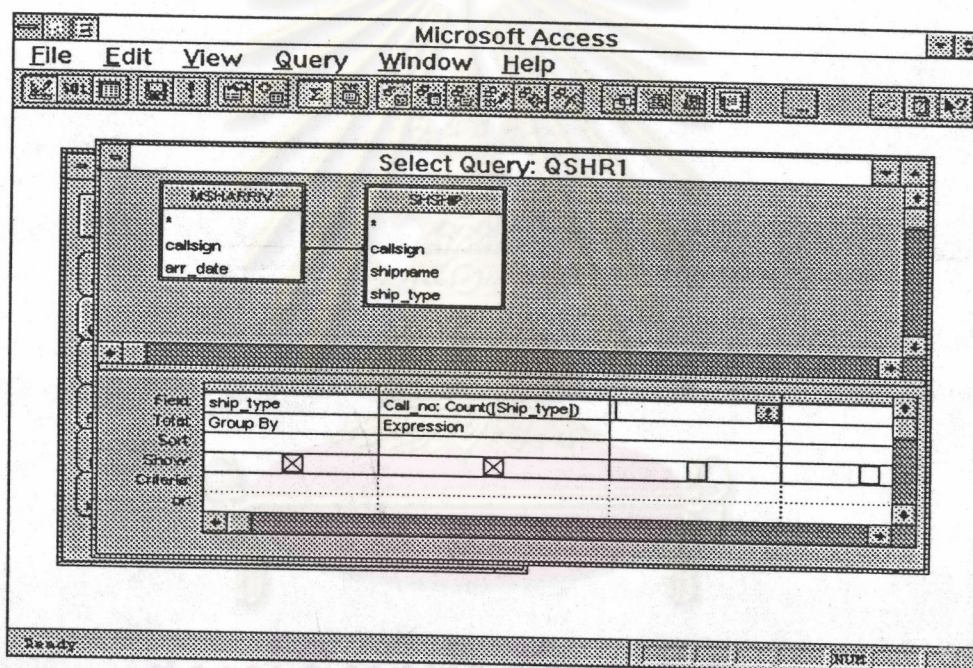 Microsoft Access
File Edit View Query Window Help
SQL
Select Query: QSHR1
MSHARRIV
*
callsign
arr_date
SHSHIP
*
callsign
shipname
ship_type
Field: ship_type Call_no: Count([Ship_type])
Total: Group By Expression
Sort:
Show:
Criteria:
or:
Ready NUM